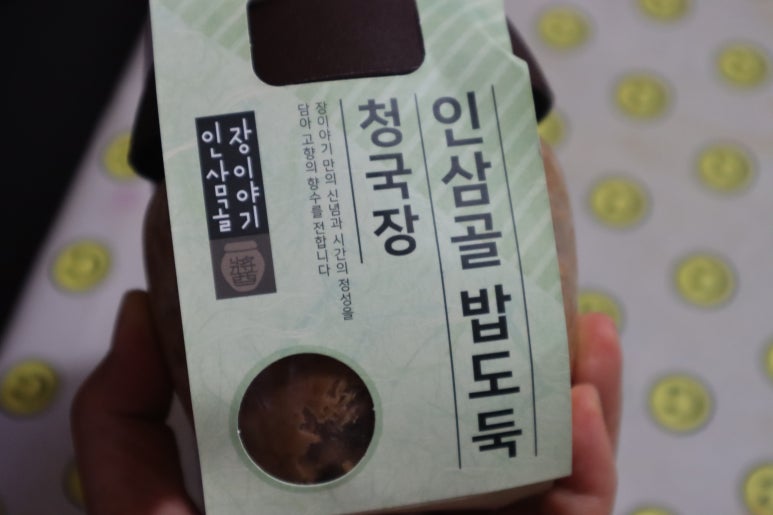 인삼골 밥도둑
청국장
장이야기 만의 신념과 시간의 정성을
담아 고향의 향수를 전합니다
장이야기
인삼골
醬